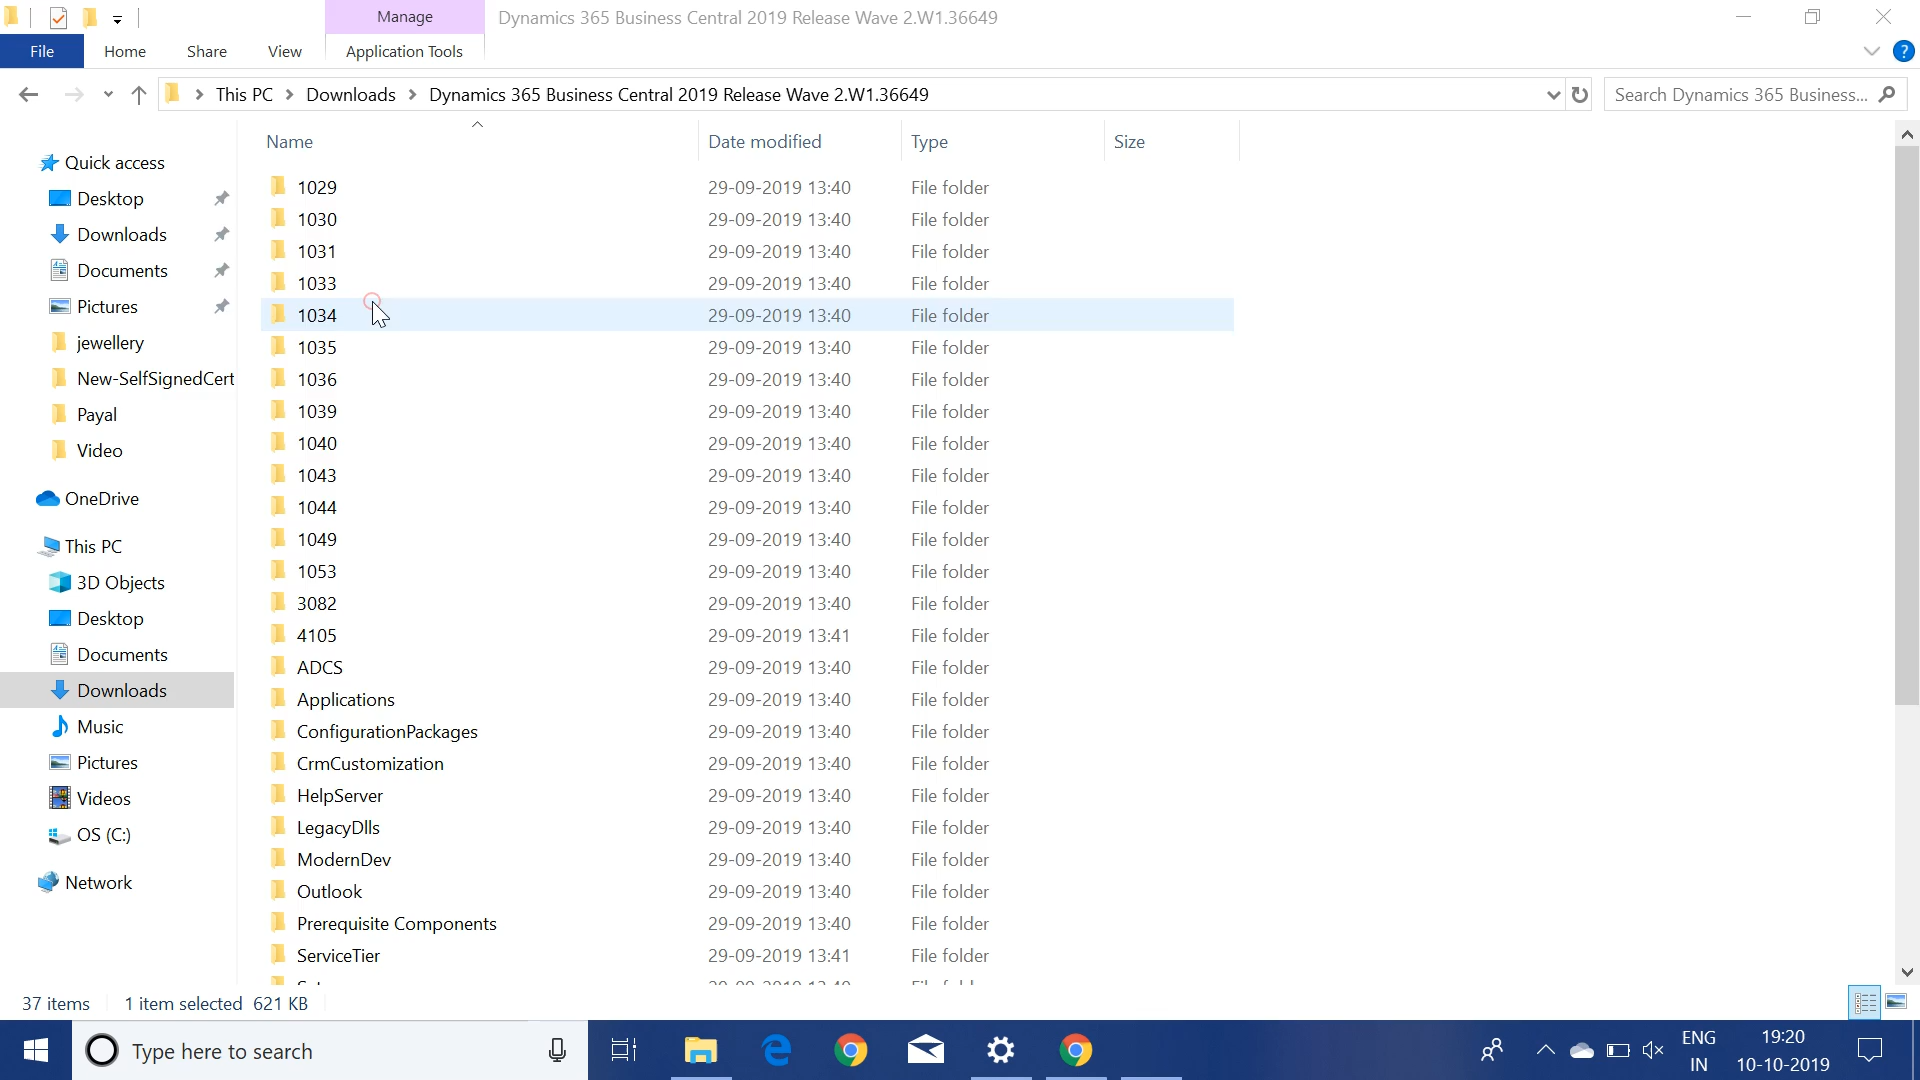 Manage
Dynamics 365 Business Central 2019 Release Wave 2.W1.36649
File Home Share View Application Tools
This PC Downloads Dynamics 365 Business Central 2019 Release Wave 2.W1.36649
Search Dynamics 365 Business...
Name Date modified Type Size
Quick access
Desktop
Downloads
Documents
Pictures
jewellery
New-SelfSignedCert
Payal
Video
OneDrive
This PC
3D Objects
Desktop
Documents
Downloads
Music
Pictures
Videos
OS (C:)
Network
1029 29-09-2019 13:40 File folder
1030 29-09-2019 13:40 File folder
1031 29-09-2019 13:40 File folder
1033 29-09-2019 13:40 File folder
1034 29-09-2019 13:40 File folder
1035 29-09-2019 13:40 File folder
1036 29-09-2019 13:40 File folder
1039 29-09-2019 13:40 File folder
1040 29-09-2019 13:40 File folder
1043 29-09-2019 13:40 File folder
1044 29-09-2019 13:40 File folder
1049 29-09-2019 13:40 File folder
1053 29-09-2019 13:40 File folder
3082 29-09-2019 13:40 File folder
4105 29-09-2019 13:41 File folder
ADCS 29-09-2019 13:40 File folder
Applications 29-09-2019 13:40 File folder
ConfigurationPackages 29-09-2019 13:40 File folder
CrmCustomization 29-09-2019 13:40 File folder
HelpServer 29-09-2019 13:40 File folder
LegacyDlls 29-09-2019 13:40 File folder
ModernDev 29-09-2019 13:40 File folder
Outlook 29-09-2019 13:40 File folder
Prerequisite Components 29-09-2019 13:40 File folder
ServiceTier 29-09-2019 13:41 File folder
37 items 1 item selected 621 KB
Type here to search
ENG
IN
19:20
10-10-2019